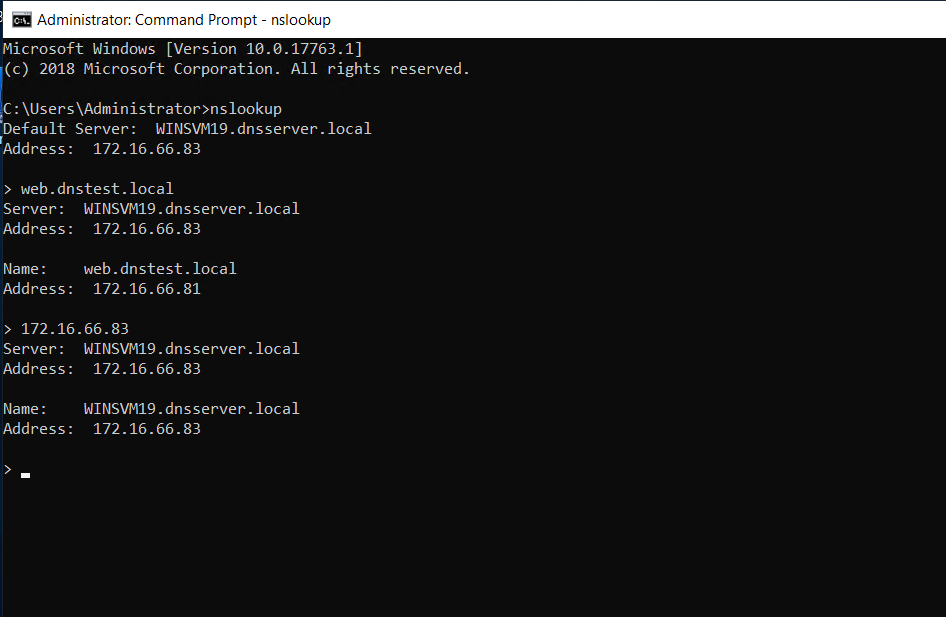 Administrator: Command Prompt - nslookup
Microsoft Windows [Version 10.0.17763.1]
(c) 2018 Microsoft Corporation. All rights reserved.
C:\Users\Administrator>nslookup
Default Server:  WINSVM19.dnsserver.local
Address:  172.16.66.83
> web.dnstest.local
Server:  WINSVM19.dnsserver.local
Address:  172.16.66.83
Name:    web.dnstest.local
Address:  172.16.66.81
> 172.16.66.83
Server:  WINSVM19.dnsserver.local
Address:  172.16.66.83
Name:    WINSVM19.dnsserver.local
Address:  172.16.66.83
>